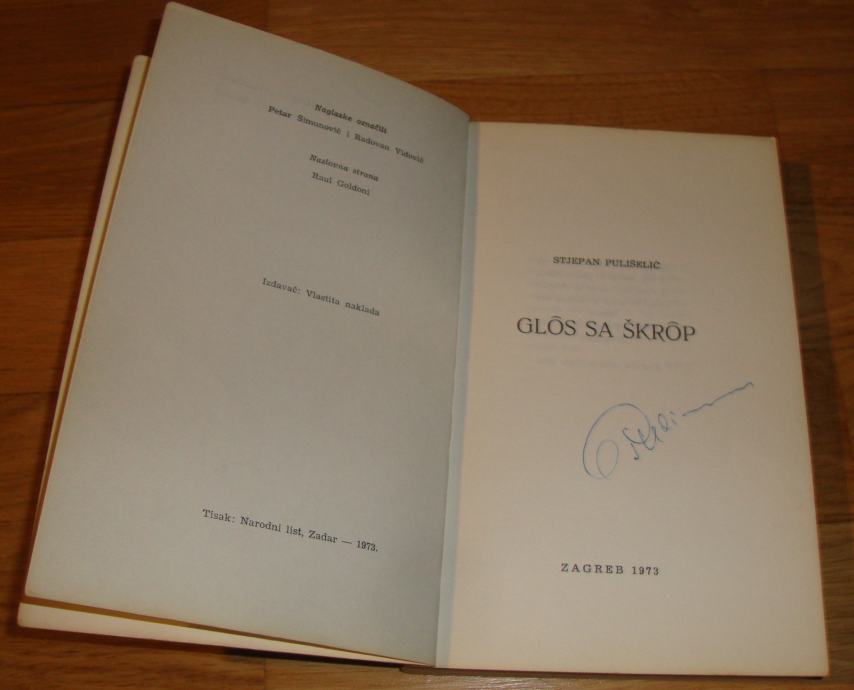 Naglaske označili
Petar Šimunović i Radovan Vidović
Naslovna strana
Raul Goldoni
Izdavač: Vlastita naklada
Tisak: Narodni list, Zadar — 1973.
STJEPAN PULIŠELIĆ
GLÔS SA ŠKRÔP
ZAGREB 1973